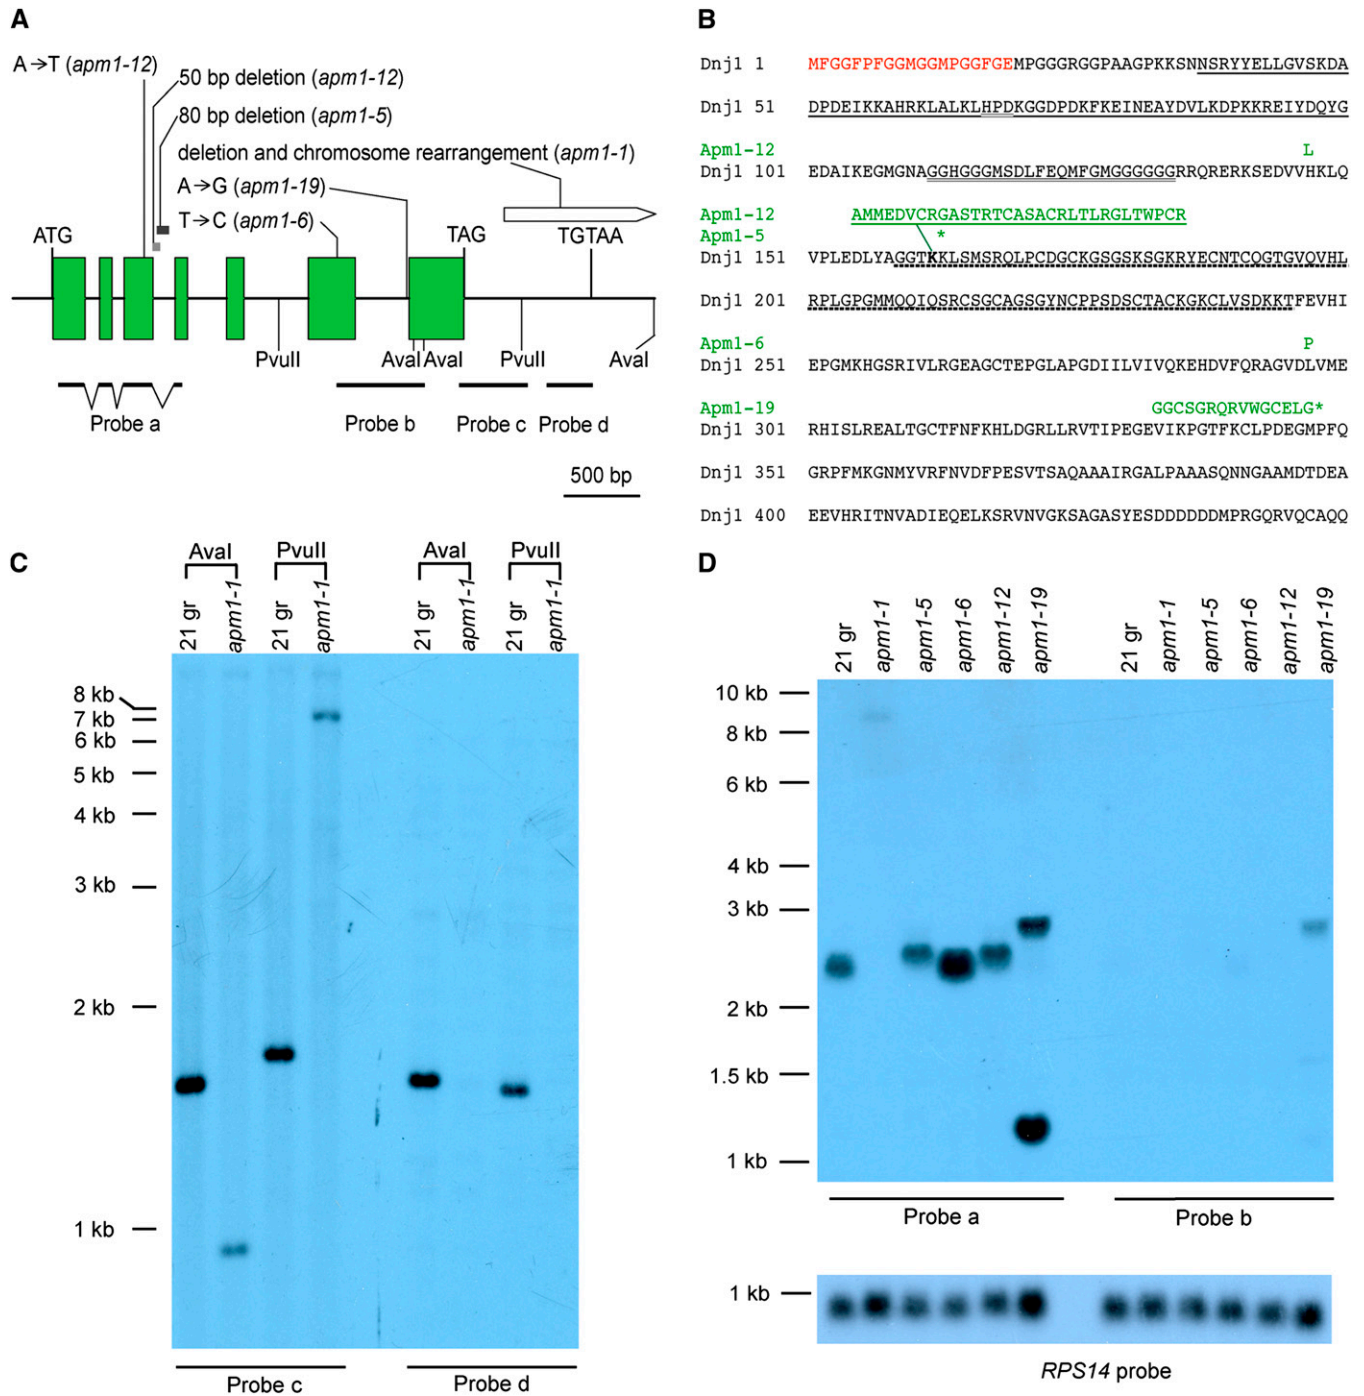 A
A→T (apm1-12)
50 bp deletion (apm1-12)
80 bp deletion (apm1-5)
deletion and chromosome rearrangement (apm1-1)
A→G (apm1-19)
T→C (apm1-6)
ATG
TAG
TGTAA
PvuII
AvaI
AvaI
PvuII
AvaI
Probe a
Probe b
Probe c
Probe d
500 bp
B
Dnj1 1 MFGGFPFGGMGGMPGGFGEMPGGGRGGPAAGPKKSNNSRYYELLGVSKDA
Dnj1 51 DPDEIKKAHRKLALKLHPDKGGDPDKFKEINEAYDVLKDPKKREIYDQYG
Apm1-12 L
Dnj1 101 EDAIKEGMGNAGGHGGGMSDLFEQMFGMGGGGGGRRQRERKSEDVVHKLQ
Apm1-12 AMMEDVCRGASTRTCASACRLTLRGLTWPCR
Apm1-5 *
Dnj1 151 VPLEDLYAGGTKKLSMSRQLPCDGCKGSGSKSGKRYECNTCQGTGVQVHL
Dnj1 201 RPLGPGMMQQIQSRCSGCAGSGYNCPPSDSCTACKGKCLVSDKKTFEVHI
Apm1-6 P
Dnj1 251 EPGMKHGSRIVLRGEAGCTEPGLAPGDIILVIVQKEHDVFQRAGVDLVME
Apm1-19 GGCSGRQRVWGCELG*
Dnj1 301 RHISLREALTGCTFNFKHLDGRLLRVTIPEGEVIKPGTFKCLPDEGMPFQ
Dnj1 351 GRPFMKGNMYVRFNVDFPESVTSAQAAAIRGALPAAASQNNGAAMDTDEA
Dnj1 400 EEVHRITNVADIEQELKSRVNVGKSAGASYESDDDDDDMPRGQRVQCAQQ
C
AvaI
PvuII
AvaI
PvuII
21 gr
apm1-1
21 gr
apm1-1
21 gr
apm1-1
21 gr
apm1-1
8 kb
7 kb
6 kb
5 kb
4 kb
3 kb
2 kb
1 kb
Probe c
Probe d
D
21 gr
apm1-1
apm1-5
apm1-6
apm1-12
apm1-19
21 gr
apm1-1
apm1-5
apm1-6
apm1-12
apm1-19
10 kb
8 kb
6 kb
4 kb
3 kb
2 kb
1.5 kb
1 kb
Probe a
Probe b
1 kb
RPS14 probe